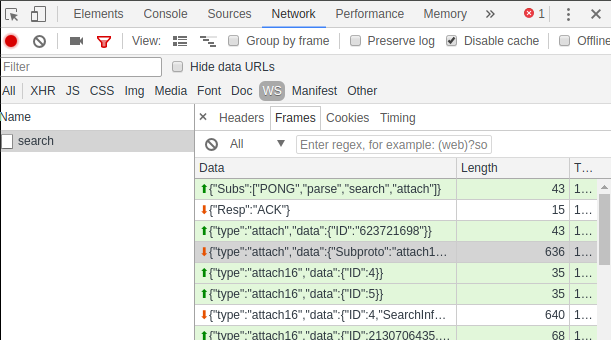 Elements Console Sources Network Performance Memory » 1
View: Group by frame Preserve log Disable cache Offline
Filter Hide data URLs
All XHR JS CSS Img Media Font Doc WS Manifest Other
Name × Headers Frames Cookies Timing
search All Enter regex, for example: (web)?so
Data Length T…
{"Subs":["PONG","parse","search","attach"]} 43 1…
{"Resp":"ACK"} 15 1…
{"type":"attach","data":{"ID":"623721698"}} 43 1…
{"type":"attach","data":{"Subproto":"attach1… 636 1…
{"type":"attach16","data":{"ID":4}} 35 1…
{"type":"attach16","data":{"ID":5}} 35 1…
{"type":"attach16","data":{"ID":4,"SearchInf… 640 1…
{"type":"attach16","data":{"ID":2130706435,… 68 1…